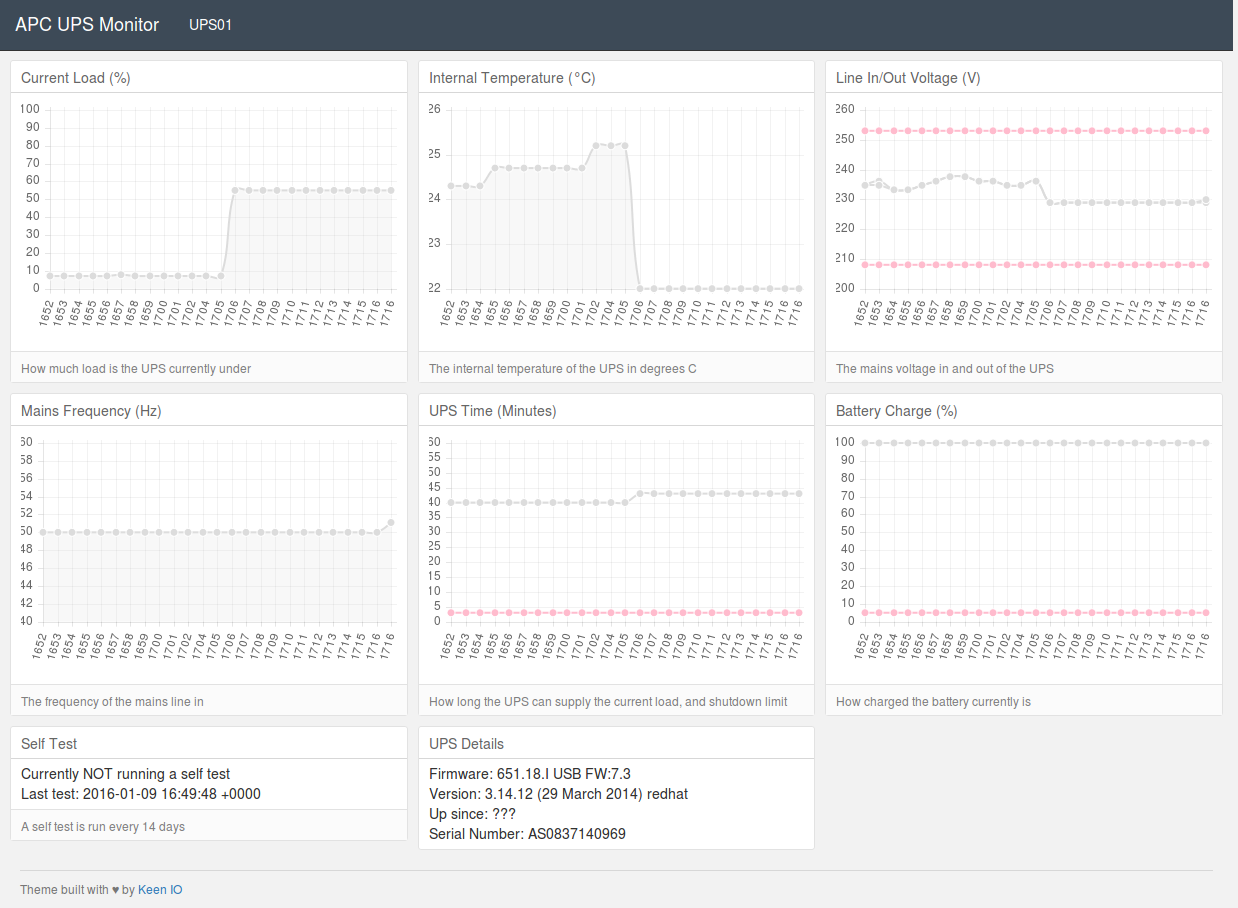 APC UPS Monitor UPS01
Current Load (%)
100
90
80
70
60
50
40
30
20
10
0
1652 1653 1654 1655 1656 1657 1658 1659 1700 1701 1702 1704 1705 1706 1707 1708 1709 1710 1711 1712 1713 1714 1715 1716 1716
How much load is the UPS currently under
Internal Temperature (°C)
26
25
24
23
22
1652 1653 1654 1655 1656 1657 1658 1659 1700 1701 1702 1704 1705 1706 1707 1708 1709 1710 1711 1712 1713 1714 1715 1716 1716
The internal temperature of the UPS in degrees C
Line In/Out Voltage (V)
260
250
240
230
220
210
200
1652 1653 1654 1655 1656 1657 1658 1659 1700 1701 1702 1704 1705 1706 1707 1708 1709 1710 1711 1712 1713 1714 1715 1716 1716
The mains voltage in and out of the UPS
Mains Frequency (Hz)
60
58
56
54
52
50
48
46
44
42
40
1652 1653 1654 1655 1656 1657 1658 1659 1700 1701 1702 1704 1705 1706 1707 1708 1709 1710 1711 1712 1713 1714 1715 1716 1716
The frequency of the mains line in
UPS Time (Minutes)
60
55
50
45
40
35
30
25
20
15
10
5
0
1652 1653 1654 1655 1656 1657 1658 1659 1700 1701 1702 1704 1705 1706 1707 1708 1709 1710 1711 1712 1713 1714 1715 1716 1716
How long the UPS can supply the current load, and shutdown limit
Battery Charge (%)
100
90
80
70
60
50
40
30
20
10
0
1652 1653 1654 1655 1656 1657 1658 1659 1700 1701 1702 1704 1705 1706 1707 1708 1709 1710 1711 1712 1713 1714 1715 1716 1716
How charged the battery currently is
Self Test
Currently NOT running a self test
Last test: 2016-01-09 16:49:48 +0000
A self test is run every 14 days
UPS Details
Firmware: 651.18.I USB FW:7.3
Version: 3.14.12 (29 March 2014) redhat
Up since: ???
Serial Number: AS0837140969
Theme built with ♥ by Keen IO